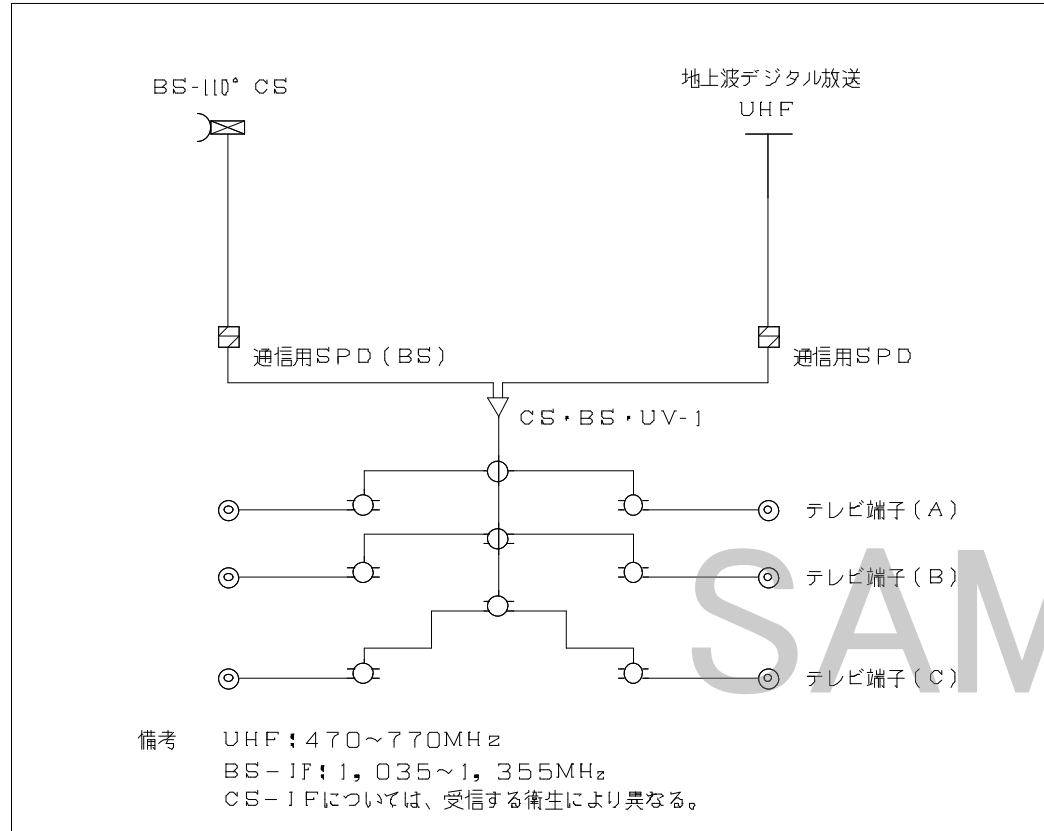 BS-110° CS
地上波デジタル放送
UHF
通信用SPD(BS)
通信用SPD
CS・BS・UV-1
テレビ端子(A)
テレビ端子(B)
テレビ端子(C)
SAM
備考 UHF:470~770MHz
BS-IF:1,035~1,355MHz
CS-IFについては、受信する衛生により異なる。